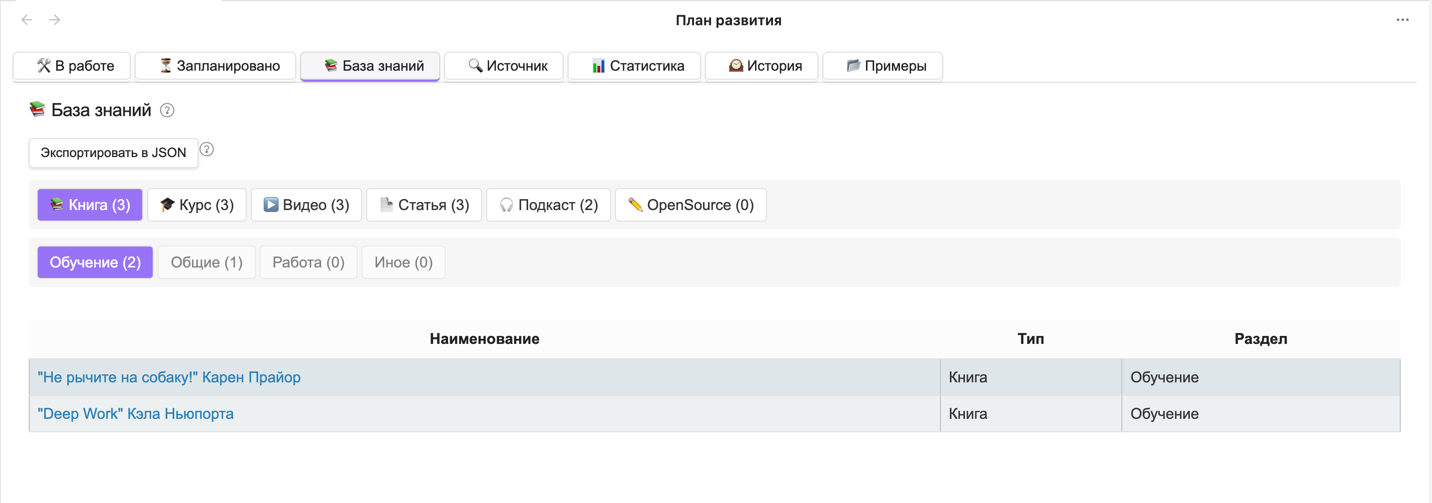 План развития
В работе Запланировано База знаний Источник Статистика История Примеры
База знаний ?
Экспортировать в JSON ?
Книга (3) Курс (3) Видео (3) Статья (3) Подкаст (2) OpenSource (0)
Обучение (2) Общие (1) Работа (0) Иное (0)
Наименование Тип Раздел
"Не рычите на собаку!" Карен Прайор Книга Обучение
"Deep Work" Кэла Ньюпорта Книга Обучение